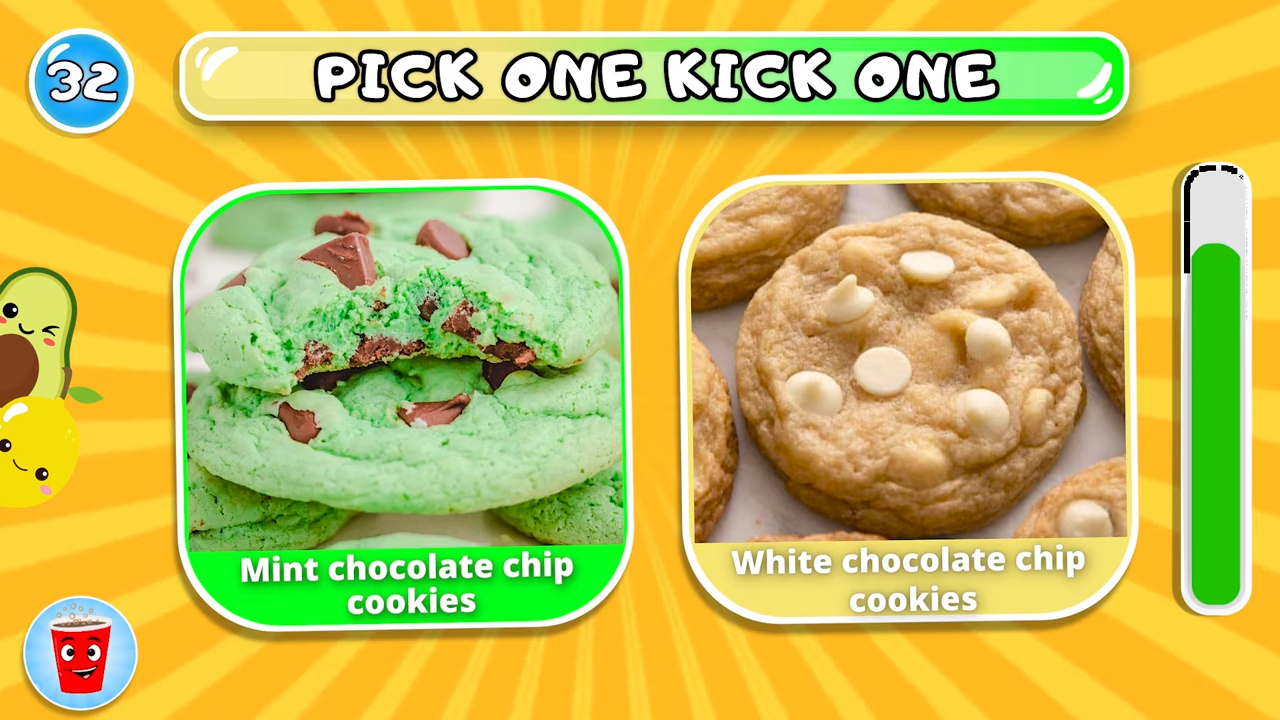 32
PICK ONE KICK ONE
Mint chocolate chip
cookies
White chocolate chip
cookies